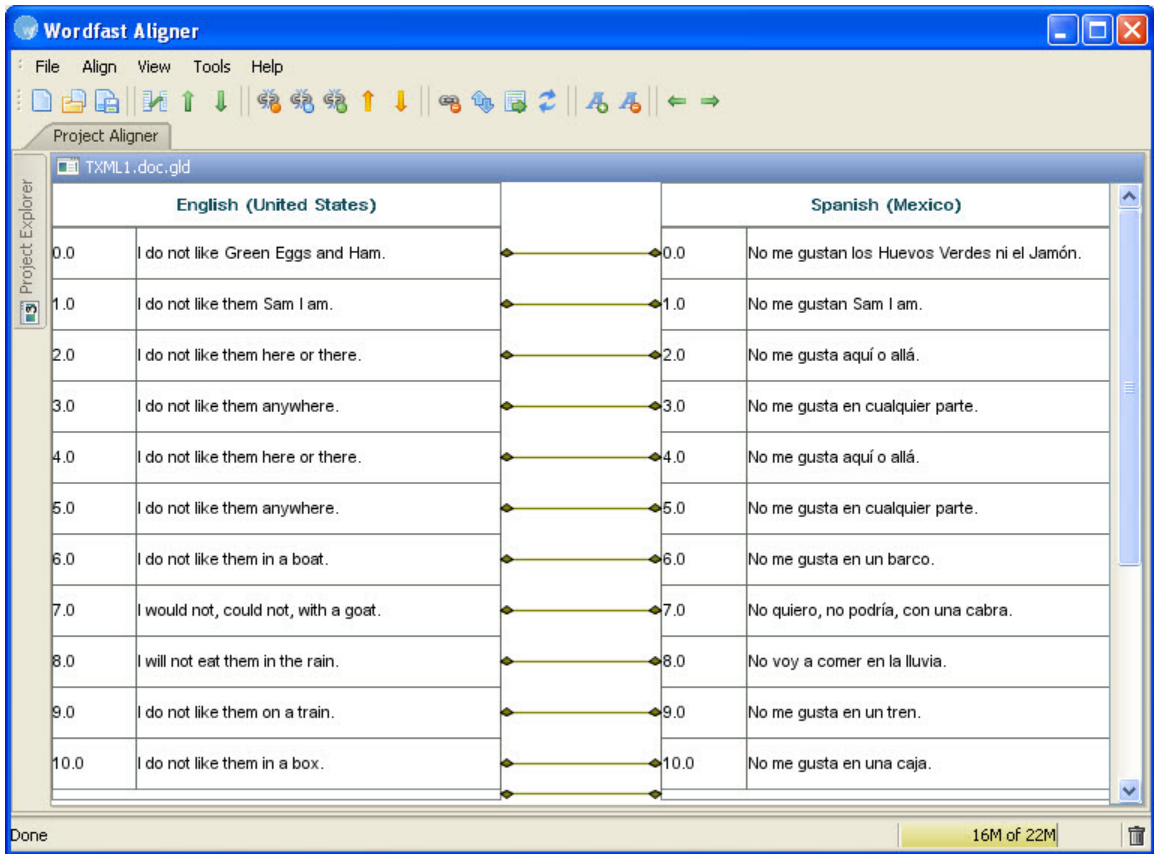 Wordfast Aligner
File Align View Tools Help
Project Aligner
Project Explorer
TXML1.doc.gld
English (United States) Spanish (Mexico)
0.0 I do not like Green Eggs and Ham. 0.0 No me gustan los Huevos Verdes ni el Jamón.
1.0 I do not like them Sam I am. 1.0 No me gustan Sam I am.
2.0 I do not like them here or there. 2.0 No me gusta aquí o allá.
3.0 I do not like them anywhere. 3.0 No me gusta en cualquier parte.
4.0 I do not like them here or there. 4.0 No me gusta aquí o allá.
5.0 I do not like them anywhere. 5.0 No me gusta en cualquier parte.
6.0 I do not like them in a boat. 6.0 No me gusta en un barco.
7.0 I would not, could not, with a goat. 7.0 No quiero, no podría, con una cabra.
8.0 I will not eat them in the rain. 8.0 No voy a comer en la lluvia.
9.0 I do not like them on a train. 9.0 No me gusta en un tren.
10.0 I do not like them in a box. 10.0 No me gusta en una caja.
Done 16M of 22M